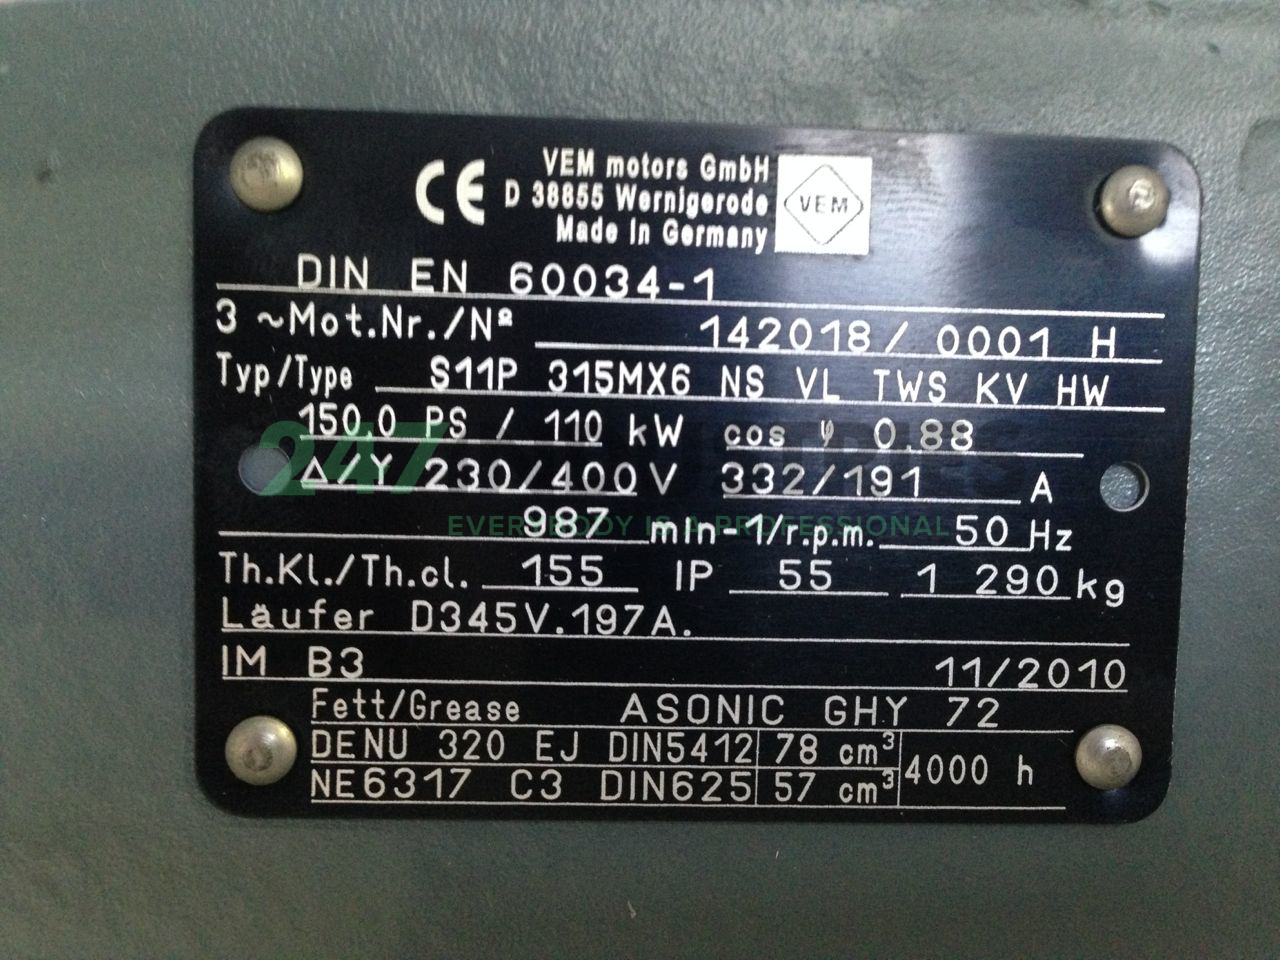 CE
VEM motors GmbH
D 38855 Wernigerode
Made In Germany
VEM
DIN EN 60034-1
3 ~Mot.Nr./Nº 142018/ 0001 H
Typ/Type S11P 315MX6 NS VL TWS KV HW
150,0 PS / 110 kW cos φ 0.88
Δ/Y 230/400 V 332/191 A
987 min-1/r.p.m. 50 Hz
Th.Kl./Th.cl. 155 IP 55 1 290 kg
Läufer D345V.197A.
IM B3 11/2010
Fett/Grease ASONIC GHY 72
DENU 320 EJ DIN5412 78 cm³
NE6317 C3 DIN625 57 cm³
4000 h
247
EVERYBODY IS A PROFESSIONAL